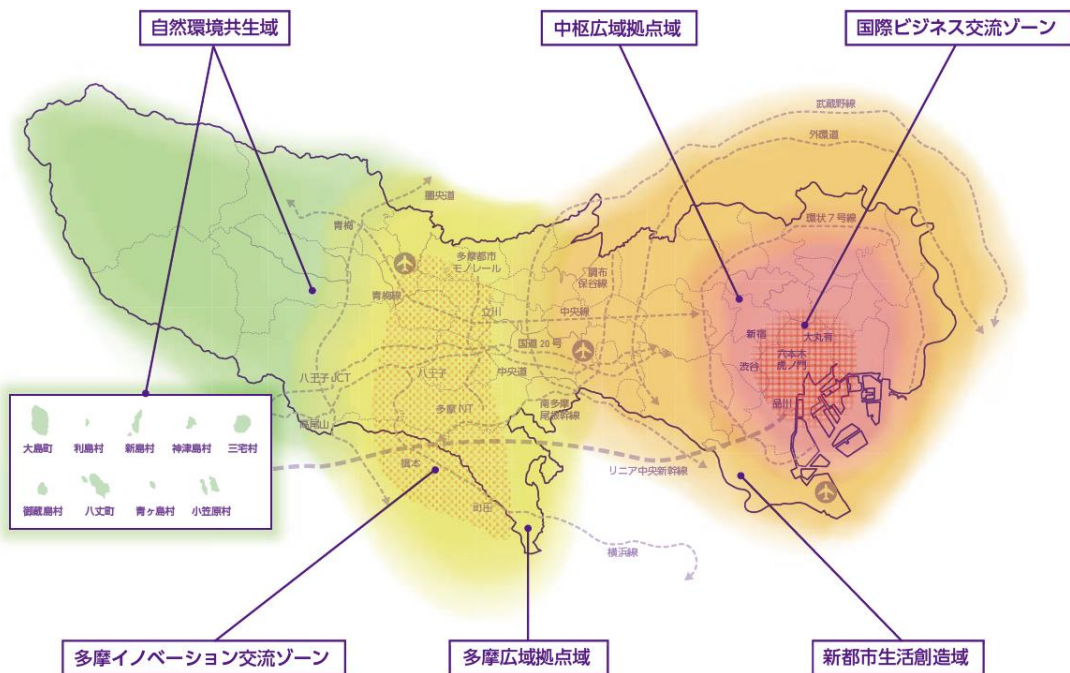 自然環境共生域
中枢広域拠点域
国際ビジネス交流ゾーン
武蔵野線
外環道
圏央道
環状7号線
青梅
多摩都市
モノレール
調布
保谷線
青梅線
立川
中央線
新宿
大丸有
国道20号
六本木
虎ノ門
渋谷
八王子JCT
八王子
中央道
品川
多摩NT
南多摩
尾根幹線
高尾山
大島町
利島村
新島村
神津島村
三宅村
橋本
リニア中央新幹線
御蔵島村
八丈町
青ヶ島村
小笠原村
町田
横浜線
多摩イノベーション交流ゾーン
多摩広域拠点域
新都市生活創造域